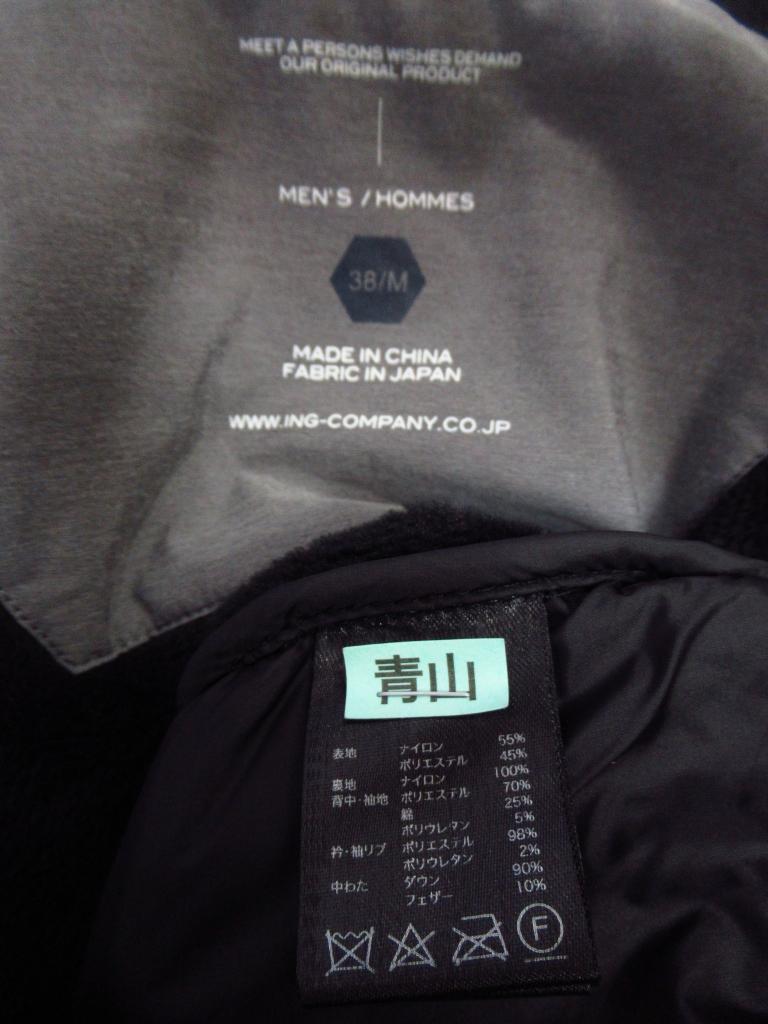 MEET A PERSONS WISHES DEMAND
OUR ORIGINAL PRODUCT
MEN'S / HOMMES
38/M
MADE IN CHINA
FABRIC IN JAPAN
WWW.ING-COMPANY.CO.JP
青山
表地 ナイロン 55%
ポリエステル 45%
裏地 ナイロン 100%
背中・袖地 ポリエステル 70%
綿 25%
ポリウレタン 5%
衿・袖リブ ポリエステル 98%
ポリウレタン 2%
中わた ダウン 90%
フェザー 10%
F